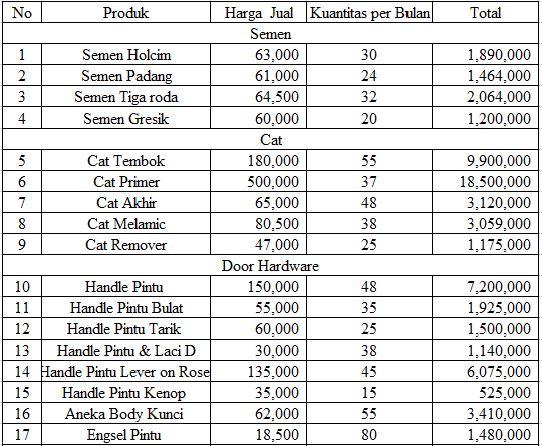 No Produk Harga Jual Kuantitas per Bulan Total
Semen
1 Semen Holcim 63,000 30 1,890,000
2 Semen Padang 61,000 24 1,464,000
3 Semen Tiga roda 64,500 32 2,064,000
4 Semen Gresik 60,000 20 1,200,000
Cat
5 Cat Tembok 180,000 55 9,900,000
6 Cat Primer 500,000 37 18,500,000
7 Cat Akhir 65,000 48 3,120,000
8 Cat Melamic 80,500 38 3,059,000
9 Cat Remover 47,000 25 1,175,000
Door Hardware
10 Handle Pintu 150,000 48 7,200,000
11 Handle Pintu Bulat 55,000 35 1,925,000
12 Handle Pintu Tarik 60,000 25 1,500,000
13 Handle Pintu & Laci D 30,000 38 1,140,000
14 Handle Pintu Lever on Rose 135,000 45 6,075,000
15 Handle Pintu Kenop 35,000 15 525,000
16 Aneka Body Kunci 62,000 55 3,410,000
17 Engsel Pintu 18,500 80 1,480,000